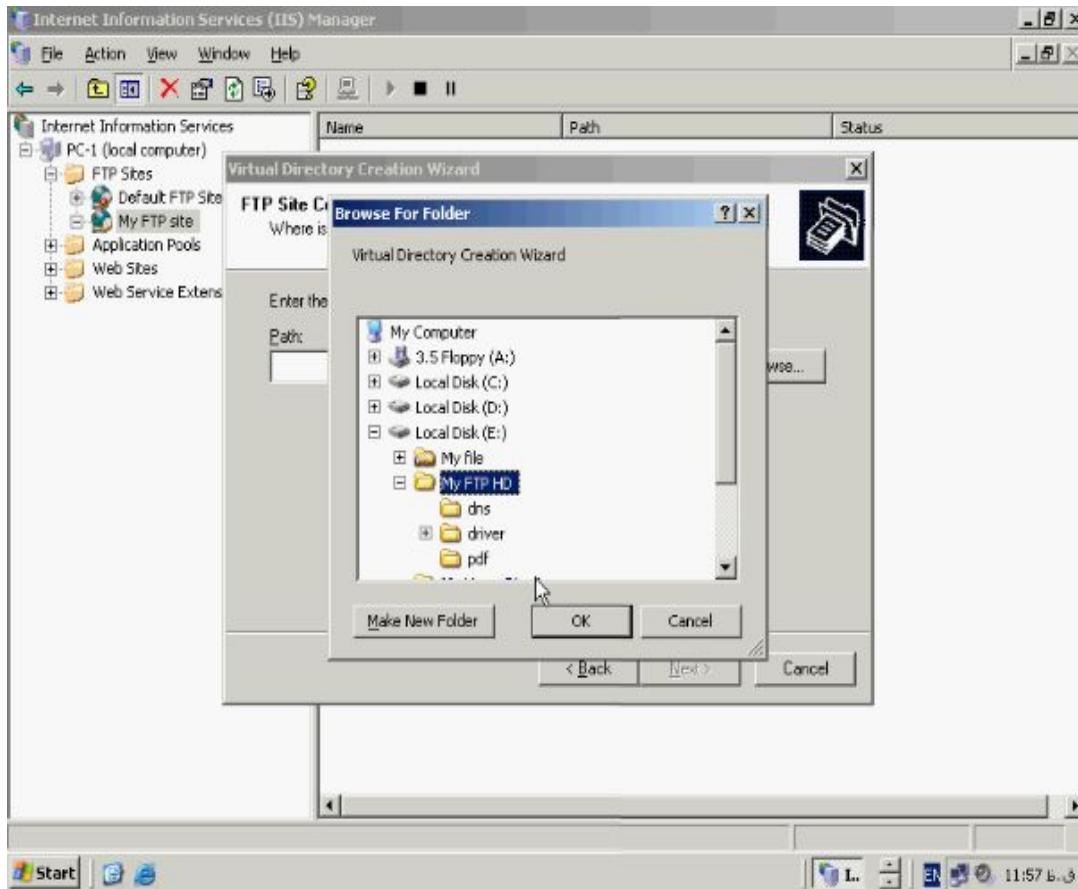 Internet Information Services (IIS) Manager
File Action View Window Help
Internet Information Services
PC-1 (local computer)
FTP Sites
Default FTP Site
My FTP site
Application Pools
Web Sites
Web Service Extens
Name Path Status
Virtual Directory Creation Wizard
FTP Site C
Where is
Enter the
Path:
wse...
Browse For Folder
Virtual Directory Creation Wizard
My Computer
3.5 Floppy (A:)
Local Disk (C:)
Local Disk (D:)
Local Disk (E:)
My file
My FTP HD
dns
driver
pdf
Make New Folder OK Cancel
< Back Next > Cancel
Start I.. EN 11:57 ق.ظ